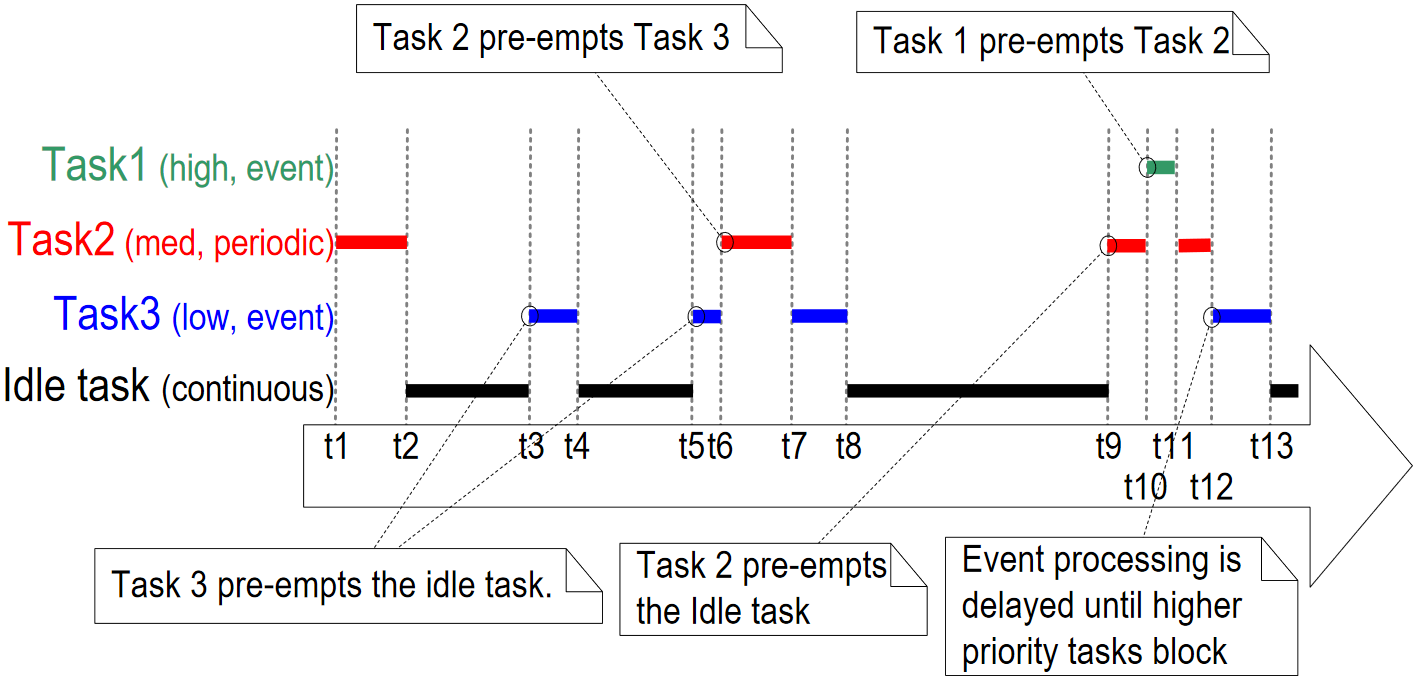 Task 2 pre-empts Task 3
Task 1 pre-empts Task 2
Task1 (high, event)
Task2 (med, periodic)
Task3 (low, event)
Idle task (continuous)
t1 t2 t3 t4 t5 t6 t7 t8 t9 t11 t13
t10 t12
Task 3 pre-empts the idle task.
Task 2 pre-empts
the Idle task
Event processing is
delayed until higher
priority tasks block